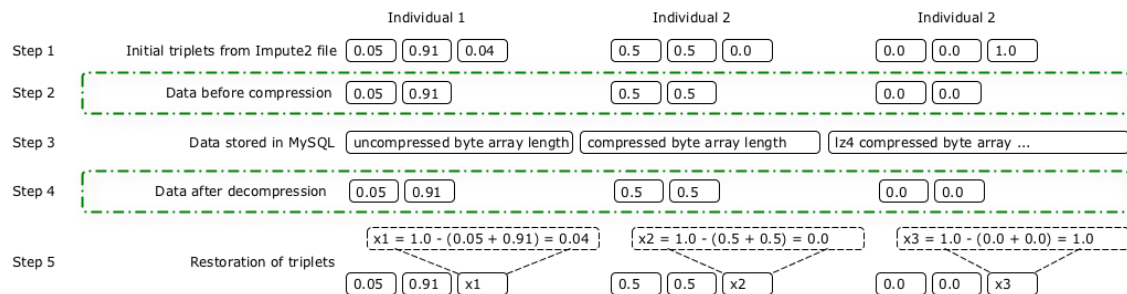 Individual 1 Individual 2 Individual 2
Step 1 Initial triplets from Impute2 file 0.05 0.91 0.04 0.5 0.5 0.0 0.0 0.0 1.0
Step 2 Data before compression 0.05 0.91 0.5 0.5 0.0 0.0
Step 3 Data stored in MySQL uncompressed byte array length compressed byte array length lz4 compressed byte array ...
Step 4 Data after decompression 0.05 0.91 0.5 0.5 0.0 0.0
x1 = 1.0 - (0.05 + 0.91) = 0.04 x2 = 1.0 - (0.5 + 0.5) = 0.0 x3 = 1.0 - (0.0 + 0.0) = 1.0
Step 5 Restoration of triplets
0.05 0.91 x1 0.5 0.5 x2 0.0 0.0 x3